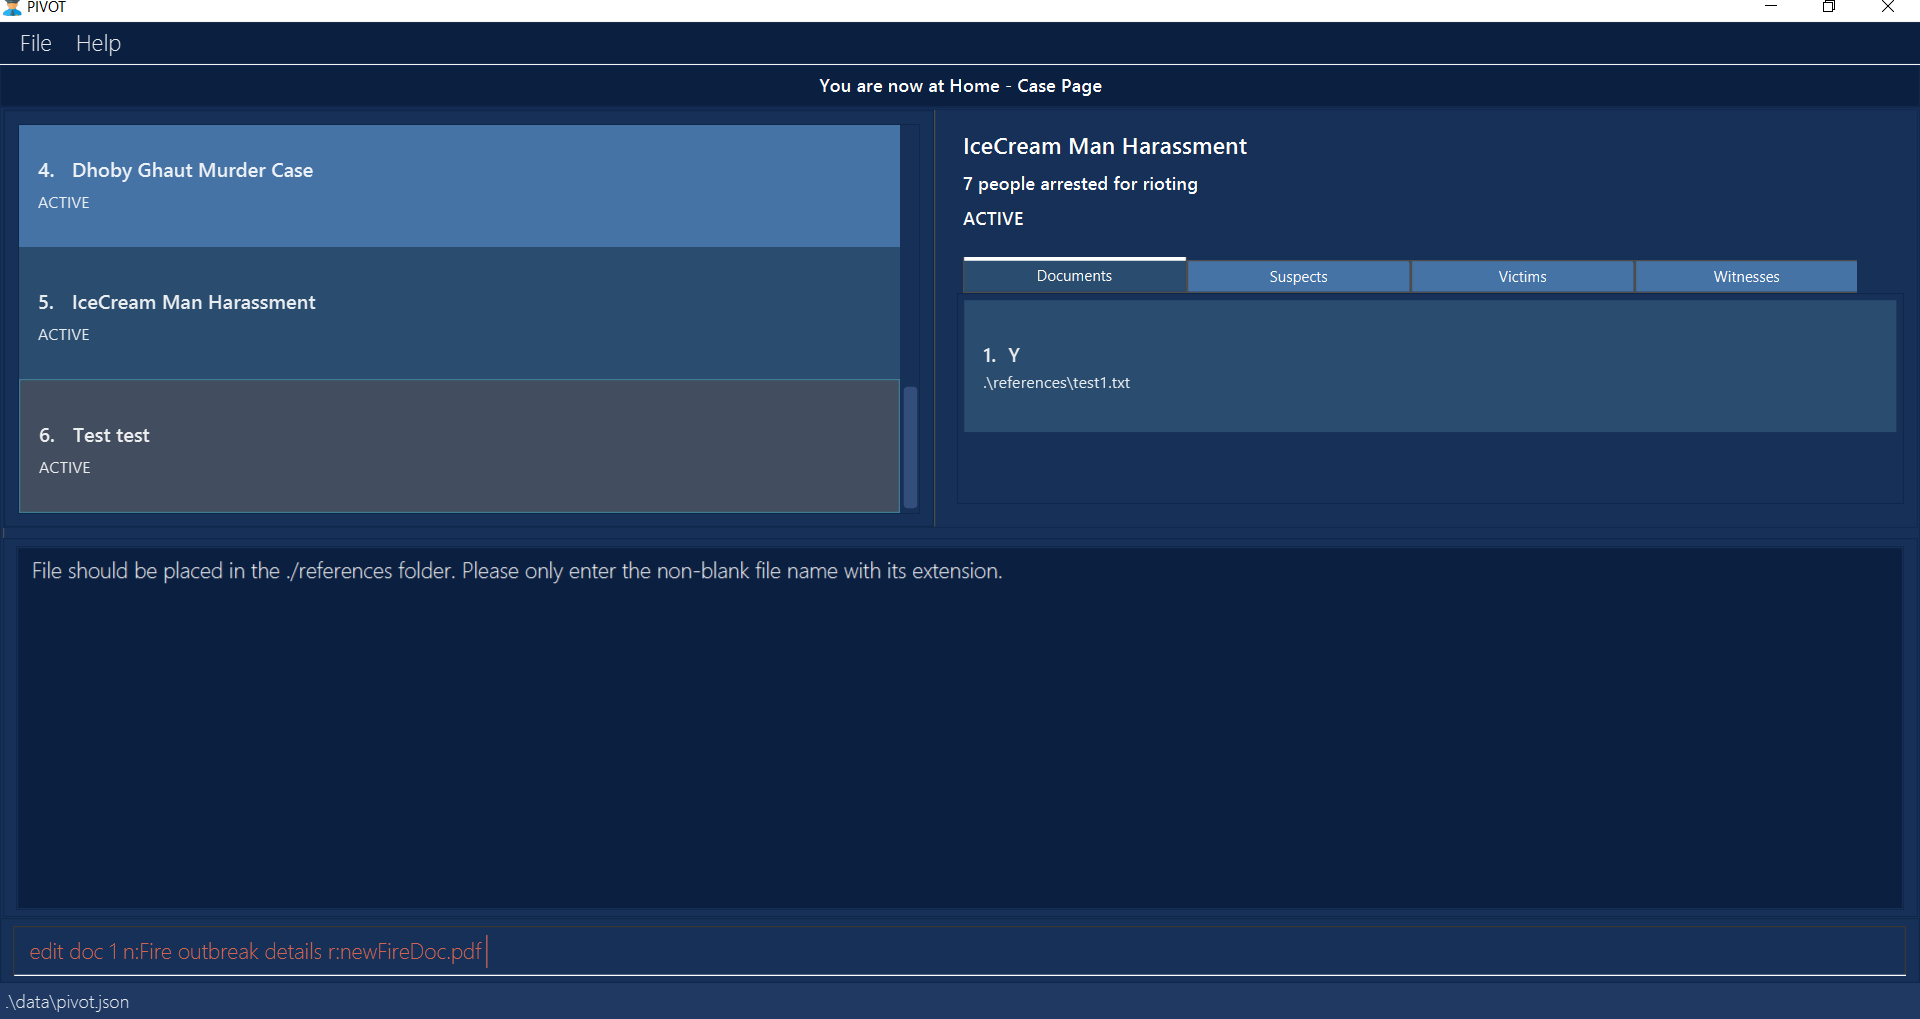 PIVOT
File Help
You are now at Home - Case Page
4. Dhoby Ghaut Murder Case
ACTIVE
5. IceCream Man Harassment
ACTIVE
6. Test test
ACTIVE
IceCream Man Harassment
7 people arrested for rioting
ACTIVE
Documents Suspects Victims Witnesses
1. Y
.\references\test1.txt
File should be placed in the ./references folder. Please only enter the non-blank file name with its extension.
edit doc 1 n:Fire outbreak details r:newFireDoc.pdf
.\data\pivot.json